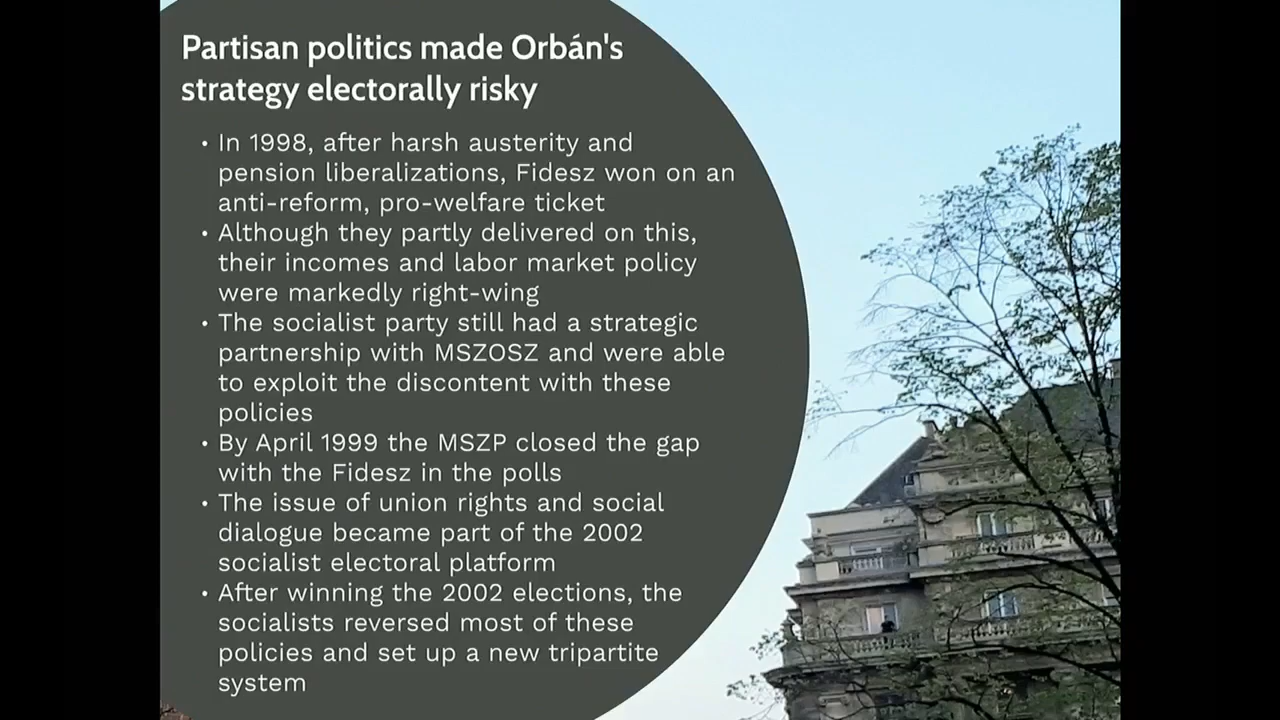 Partisan politics made Orbán's
strategy electorally risky
• In 1998, after harsh austerity and
pension liberalizations, Fidesz won on an
anti-reform, pro-welfare ticket
• Although they partly delivered on this,
their incomes and labor market policy
were markedly right-wing
• The socialist party still had a strategic
partnership with MSZOSZ and were able
to exploit the discontent with these
policies
• By April 1999 the MSZP closed the gap
with the Fidesz in the polls
• The issue of union rights and social
dialogue became part of the 2002
socialist electoral platform
• After winning the 2002 elections, the
socialists reversed most of these
policies and set up a new tripartite
system